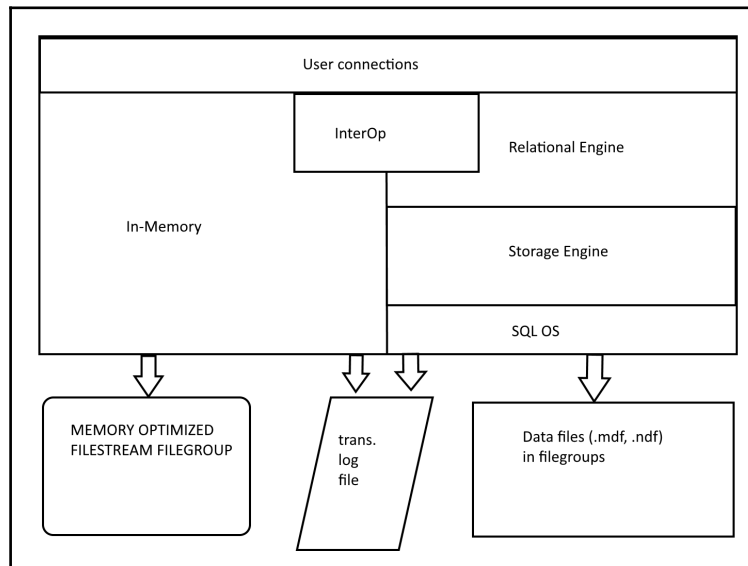 User connections
InterOp
Relational Engine
In-Memory
Storage Engine
SQL OS
MEMORY OPTIMIZED
FILESTREAM FILEGROUP
trans.
log
file
Data files (.mdf, .ndf)
in filegroups